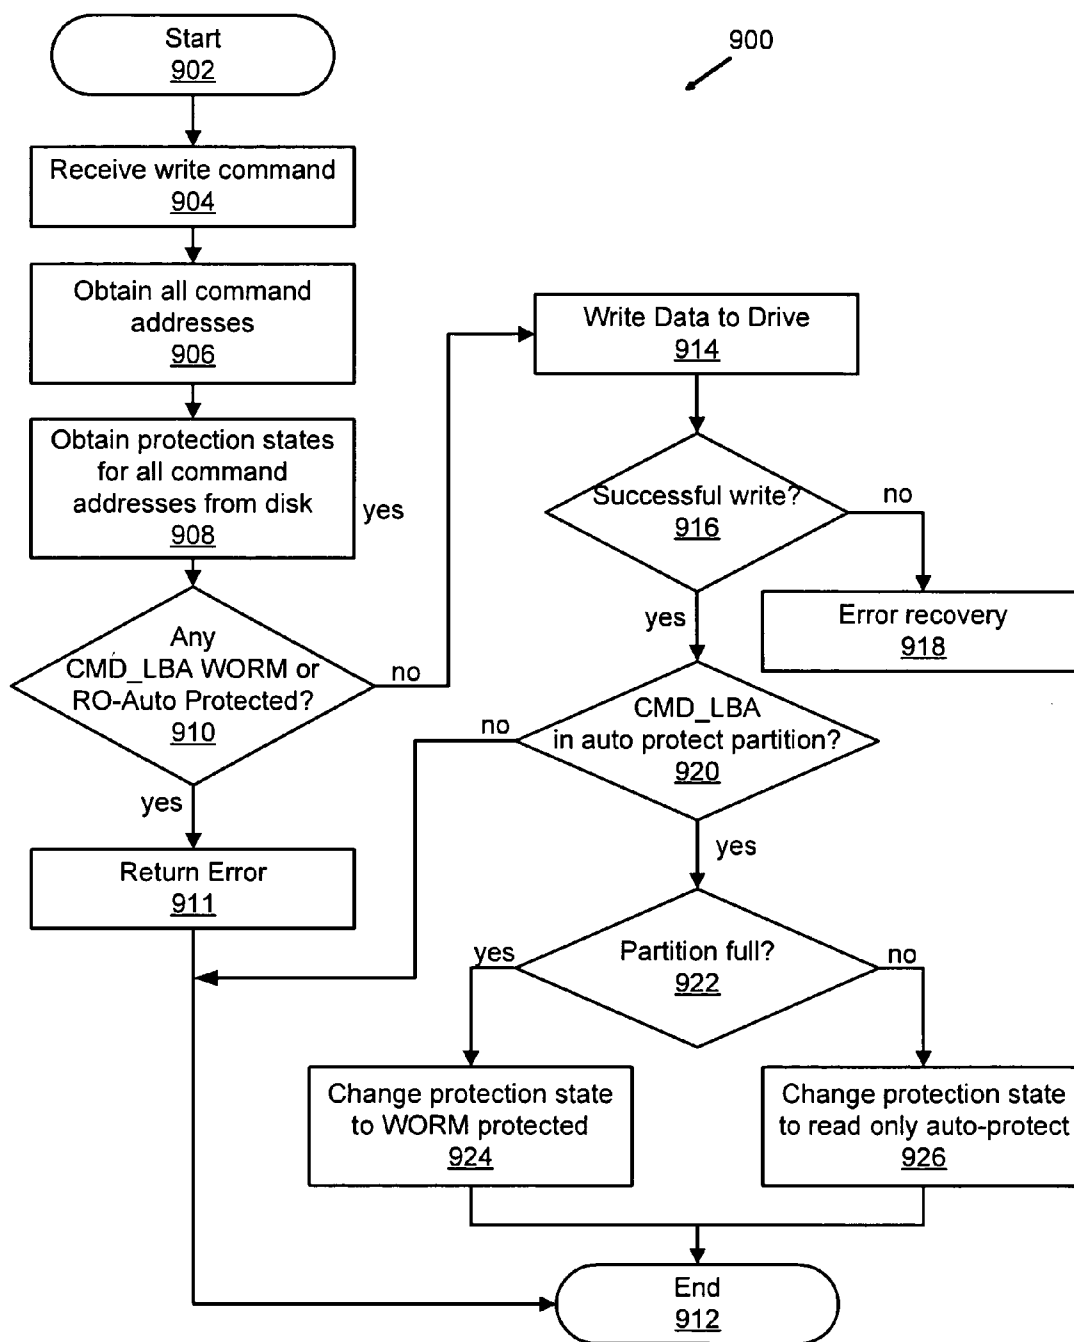 Start
902
900
Receive write command
904
Obtain all command
addresses
906
Obtain protection states
for all command
addresses from disk
908
yes
Any
CMD_LBA WORM or
RO-Auto Protected?
910
no
yes
Return Error
911
Write Data to Drive
914
Successful write?
916
no
yes
Error recovery
918
CMD_LBA
in auto protect partition?
920
no
yes
Partition full?
922
yes
no
Change protection state
to WORM protected
924
Change protection state
to read only auto-protect
926
End
912